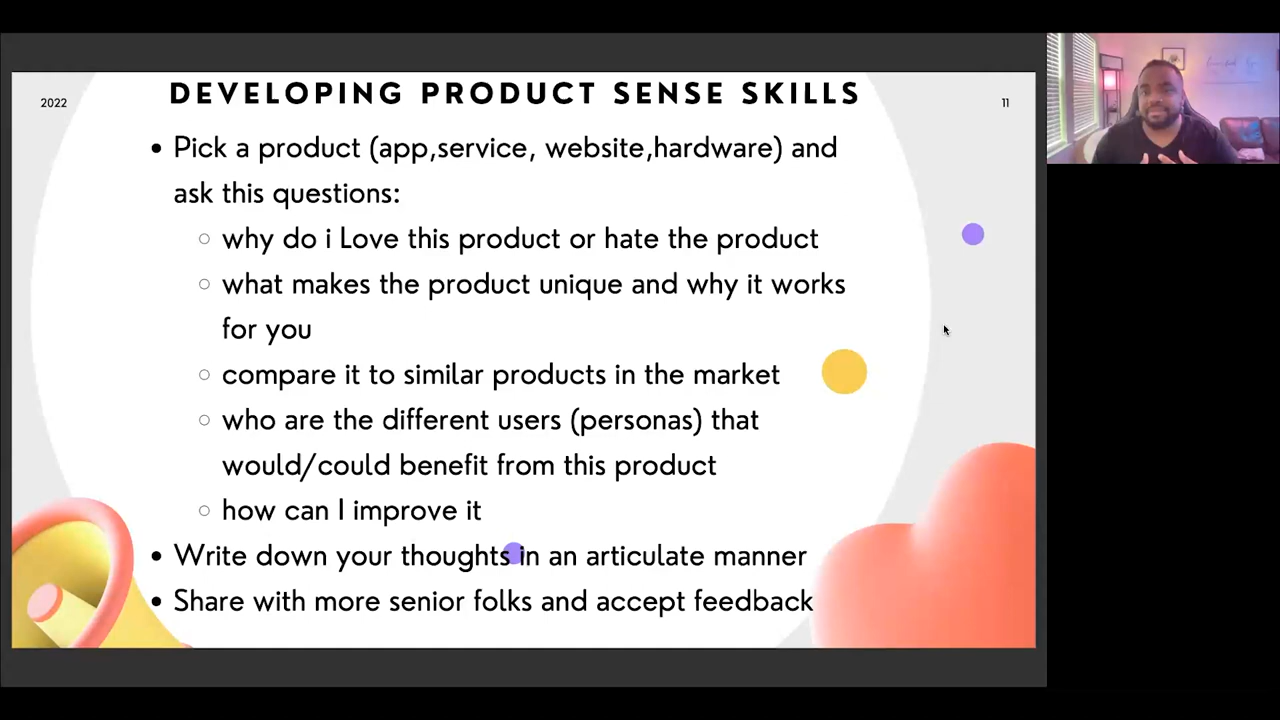 2022
DEVELOPING PRODUCT SENSE SKILLS
11
• Pick a product (app,service, website,hardware) and
ask this questions:
○ why do i Love this product or hate the product
○ what makes the product unique and why it works
for you
○ compare it to similar products in the market
○ who are the different users (personas) that
would/could benefit from this product
○ how can I improve it
• Write down your thoughts in an articulate manner
• Share with more senior folks and accept feedback